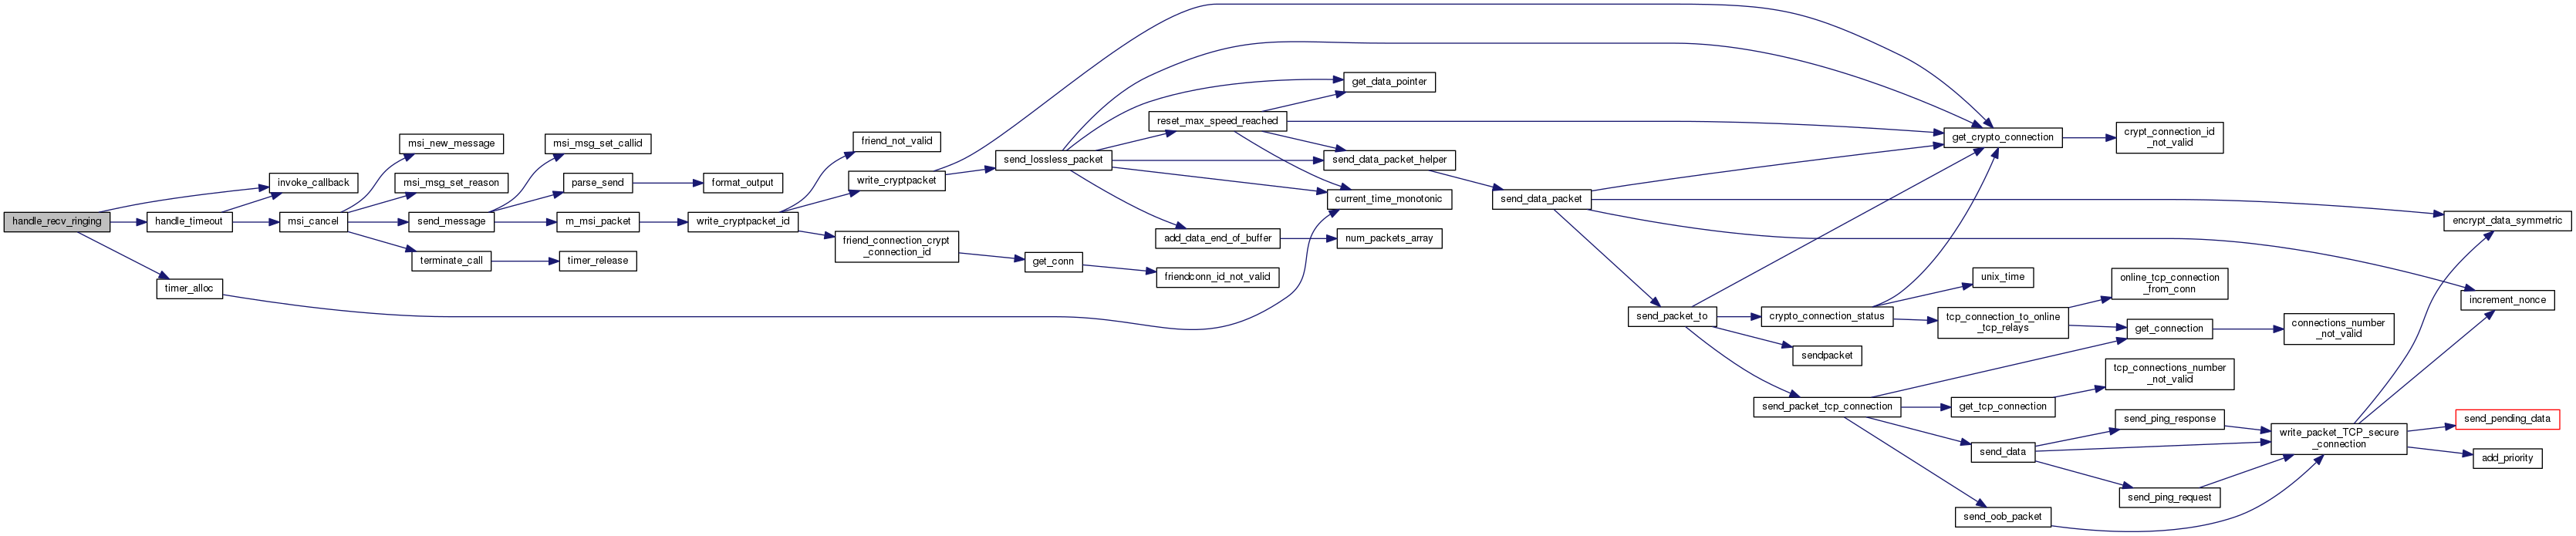 handle_recv_ringing
invoke_callback
handle_timeout
timer_alloc
msi_cancel
msi_new_message
msi_msg_set_reason
send_message
terminate_call
msi_msg_set_callid
parse_send
m_msi_packet
timer_release
format_output
write_cryptpacket_id
friend_not_valid
write_cryptpacket
friend_connection_crypt
_connection_id
send_lossless_packet
get_conn
reset_max_speed_reached
add_data_end_of_buffer
friendconn_id_not_valid
get_data_pointer
send_data_packet_helper
current_time_monotonic
num_packets_array
send_data_packet
send_packet_to
crypto_connection_status
sendpacket
send_packet_tcp_connection
get_crypto_connection
unix_time
tcp_connection_to_online
_tcp_relays
get_tcp_connection
send_data
send_oob_packet
crypt_connection_id
_not_valid
online_tcp_connection
_from_conn
get_connection
tcp_connections_number
_not_valid
send_ping_response
send_ping_request
connections_number
_not_valid
write_packet_TCP_secure
_connection
encrypt_data_symmetric
increment_nonce
send_pending_data
add_priority